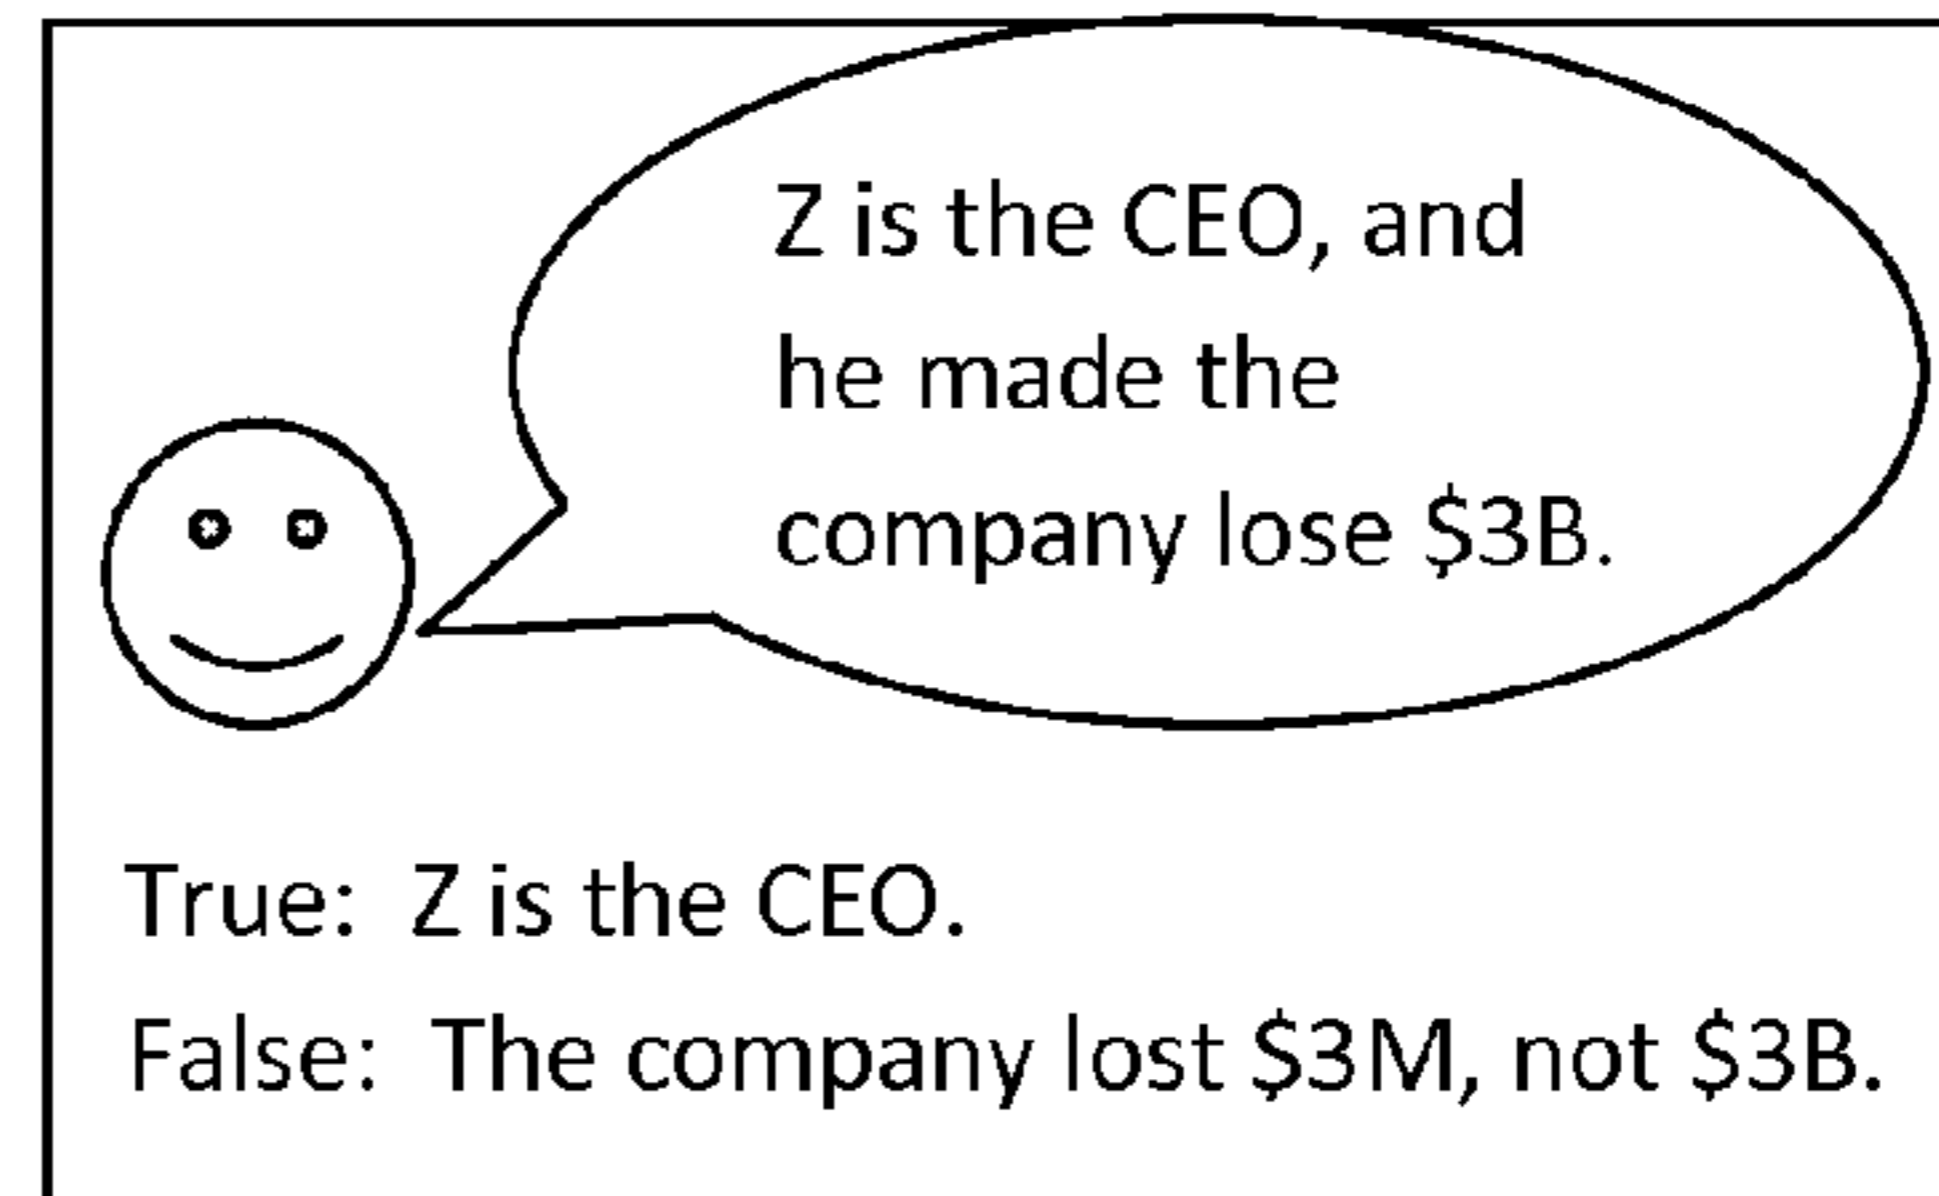 Z is the CEO, and
he made the
company lose $3B.
True: Z is the CEO.
False: The company lost $3M, not $3B.